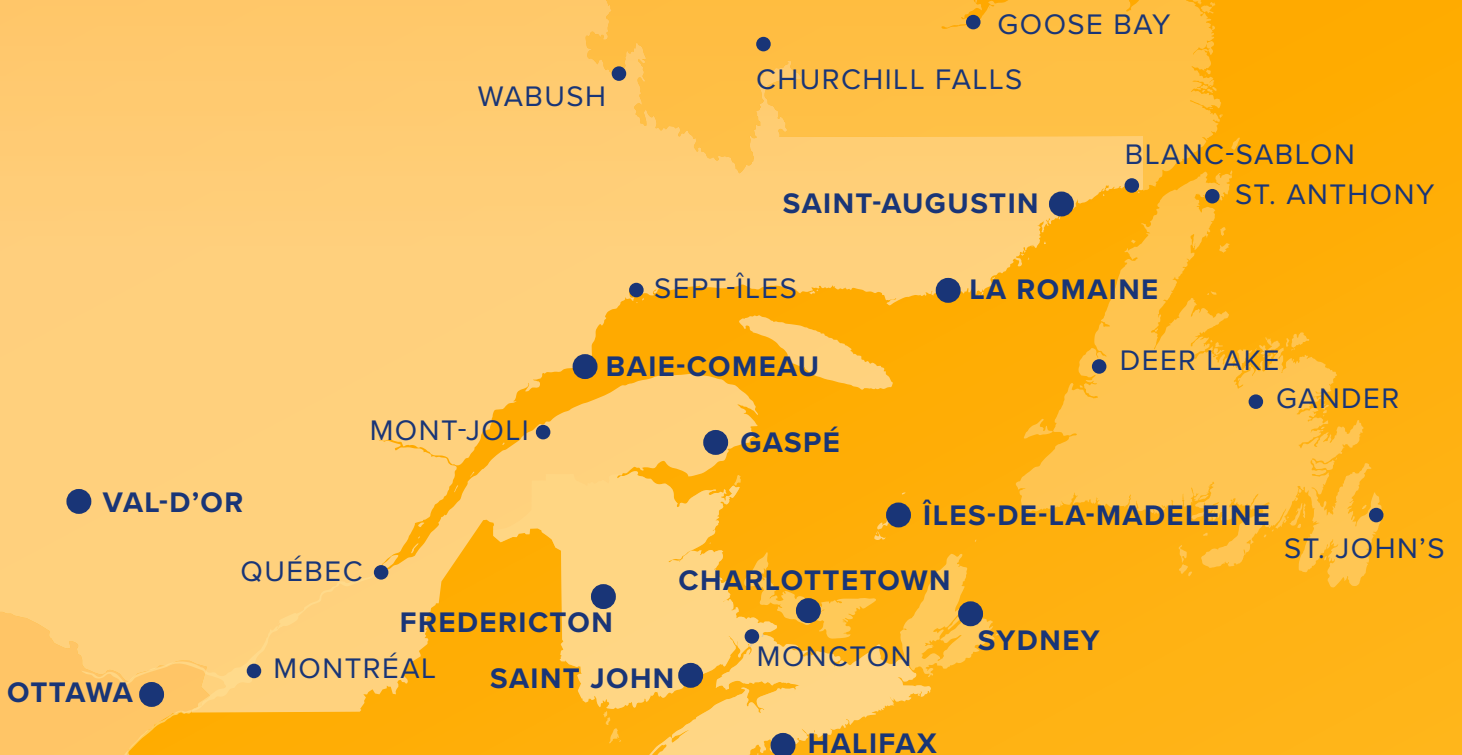 GOOSE BAY
CHURCHILL FALLS
WABUSH
BLANC-SABLON
ST. ANTHONY
SAINT-AUGUSTIN
SEPT-ÎLES
LA ROMAINE
BAIE-COMEAU
DEER LAKE
GANDER
MONT-JOLI
GASPÉ
VAL-D’OR
ÎLES-DE-LA-MADELEINE
ST. JOHN’S
QUÉBEC
CHARLOTTETOWN
FREDERICTON
SYDNEY
MONCTON
MONTRÉAL
SAINT JOHN
OTTAWA
HALIFAX